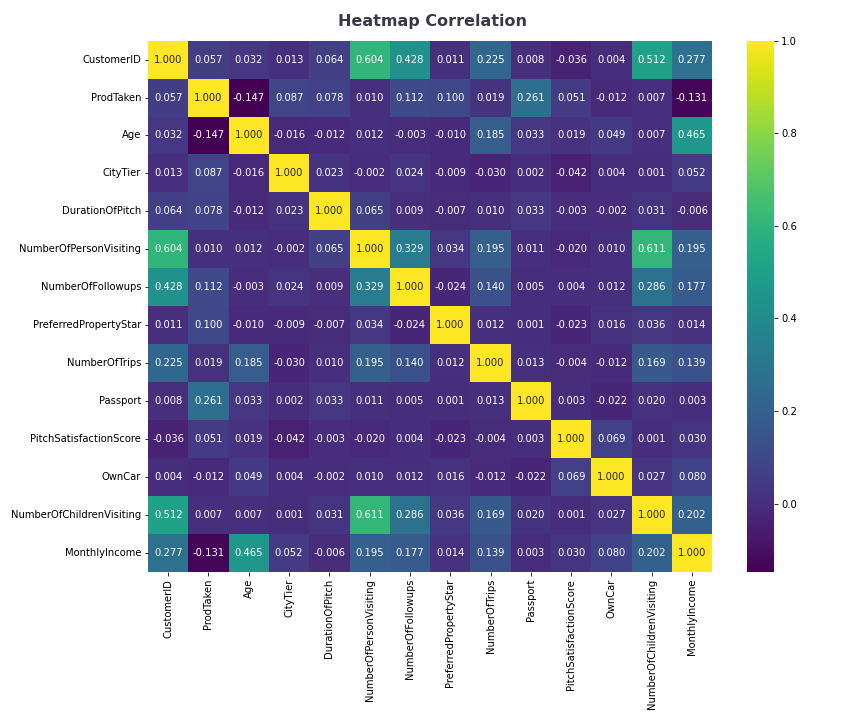 Heatmap Correlation
CustomerID 1.000 0.057 0.032 0.013 0.064 0.604 0.428 0.011 0.225 0.008 -0.036 0.004 0.512 0.277
ProdTaken 0.057 1.000 -0.147 0.087 0.078 0.010 0.112 0.100 0.019 0.261 0.051 -0.012 0.007 -0.131
Age 0.032 -0.147 1.000 -0.016 -0.012 0.012 -0.003 -0.010 0.185 0.033 0.019 0.049 0.007 0.465
CityTier 0.013 0.087 -0.016 1.000 0.023 -0.002 0.024 -0.009 -0.030 0.002 -0.042 0.004 0.001 0.052
DurationOfPitch 0.064 0.078 -0.012 0.023 1.000 0.065 0.009 -0.007 0.010 0.033 -0.003 -0.002 0.031 -0.006
NumberOfPersonVisiting 0.604 0.010 0.012 -0.002 0.065 1.000 0.329 0.034 0.195 0.011 -0.020 0.010 0.611 0.195
NumberOfFollowups 0.428 0.112 -0.003 0.024 0.009 0.329 1.000 -0.024 0.140 0.005 0.004 0.012 0.286 0.177
PreferredPropertyStar 0.011 0.100 -0.010 -0.009 -0.007 0.034 -0.024 1.000 0.012 0.001 -0.023 0.016 0.036 0.014
NumberOfTrips 0.225 0.019 0.185 -0.030 0.010 0.195 0.140 0.012 1.000 0.013 -0.004 -0.012 0.169 0.139
Passport 0.008 0.261 0.033 0.002 0.033 0.011 0.005 0.001 0.013 1.000 0.003 -0.022 0.020 0.003
PitchSatisfactionScore -0.036 0.051 0.019 -0.042 -0.003 -0.020 0.004 -0.023 -0.004 0.003 1.000 0.069 0.001 0.030
OwnCar 0.004 -0.012 0.049 0.004 -0.002 0.010 0.012 0.016 -0.012 -0.022 0.069 1.000 0.027 0.080
NumberOfChildrenVisiting 0.512 0.007 0.007 0.001 0.031 0.611 0.286 0.036 0.169 0.020 0.001 0.027 1.000 0.202
MonthlyIncome 0.277 -0.131 0.465 0.052 -0.006 0.195 0.177 0.014 0.139 0.003 0.030 0.080 0.202 1.000
CustomerID
ProdTaken
Age
CityTier
DurationOfPitch
NumberOfPersonVisiting
NumberOfFollowups
PreferredPropertyStar
NumberOfTrips
Passport
PitchSatisfactionScore
OwnCar
NumberOfChildrenVisiting
MonthlyIncome
1.0
0.8
0.6
0.4
0.2
0.0